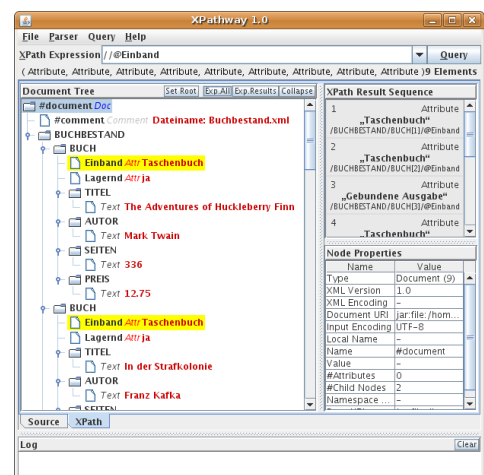 XPathway 1.0
File Parser Query Help
XPath Expression //@Einband Query
( Attribute, Attribute, Attribute, Attribute, Attribute, Attribute, Attribute, Attribute, Attribute )9 Elements
Document Tree Set Root Exp.All Exp.Results Collapse
#document Doc
#comment Comment Dateiname: Buchbestand.xml
BUCHBESTAND
BUCH
Einband Attr Taschenbuch
Lagernd Attr ja
TITEL
Text The Adventures of Huckleberry Finn
AUTOR
Text Mark Twain
SEITEN
Text 336
PREIS
Text 12.75
BUCH
Einband Attr Taschenbuch
Lagernd Attr ja
TITEL
Text In der Strafkolonie
AUTOR
Text Franz Kafka
SEITEN
XPath Result Sequence
1 Attribute
„Taschenbuch“
/BUCHBESTAND/BUCH[1]/@Einband
2 Attribute
„Taschenbuch“
/BUCHBESTAND/BUCH[2]/@Einband
3 Attribute
„Gebundene Ausgabe“
/BUCHBESTAND/BUCH[3]/@Einband
4 Attribute
„Taschenbuch“
Node Properties
Name Value
Type Document (9)
XML Version 1.0
XML Encoding –
Document URI jar:file:/hom...
Input Encoding UTF-8
Local Name –
Name #document
Value –
#Attributes 0
#Child Nodes 2
Namespace ... –
Source XPath
Log Clear